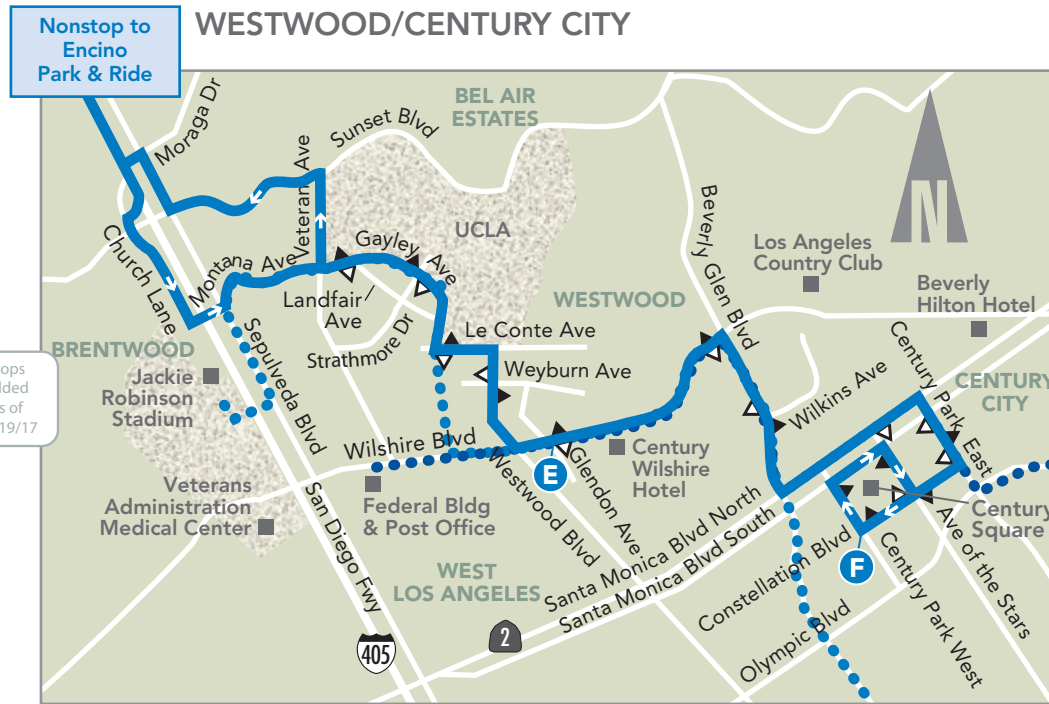 Nonstop to
Encino
Park & Ride
WESTWOOD/CENTURY CITY
Moraga Dr
Sunset Blvd
BEL AIR
ESTATES
N
Veteran Ave
UCLA
Gayley Ave
Beverly Glen Blvd
Los Angeles
Country Club
Beverly
Hilton Hotel
Church Lane
Montana Ave
Landfair/
Ave
WESTWOOD
Strathmore Dr
Le Conte Ave
Weyburn Ave
BRENTWOOD
Jackie
Robinson
Stadium
Sepulveda Blvd
Century Park East
CENTURY
CITY
Wilkins Ave
Wilshire Blvd
E
Glendon Ave
Century
Wilshire
Hotel
Westwood Blvd
Veterans
Administration
Medical Center
Federal Bldg
& Post Office
San Diego Fwy
Santa Monica Blvd North
Santa Monica Blvd South
Century
Square
Constellation Blvd
F
Ave of the Stars
Century Park West
Olympic Blvd
WEST
LOS ANGELES
2
405
ops
dded
s of
19/17